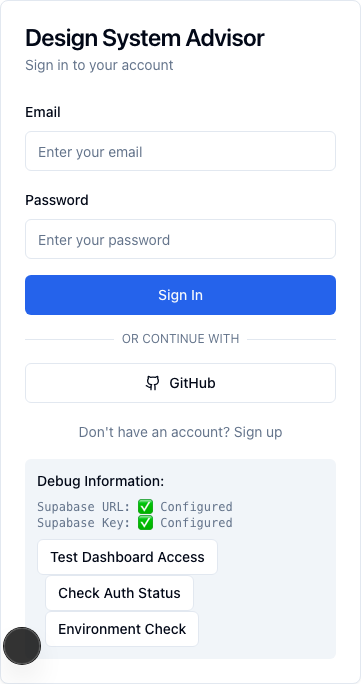 Design System Advisor
Sign in to your account
Email
Enter your email
Password
Enter your password
Sign In
OR CONTINUE WITH
GitHub
Don't have an account? Sign up
Debug Information:
Supabase URL: ✅ Configured
Supabase Key: ✅ Configured
Test Dashboard Access
Check Auth Status
Environment Check